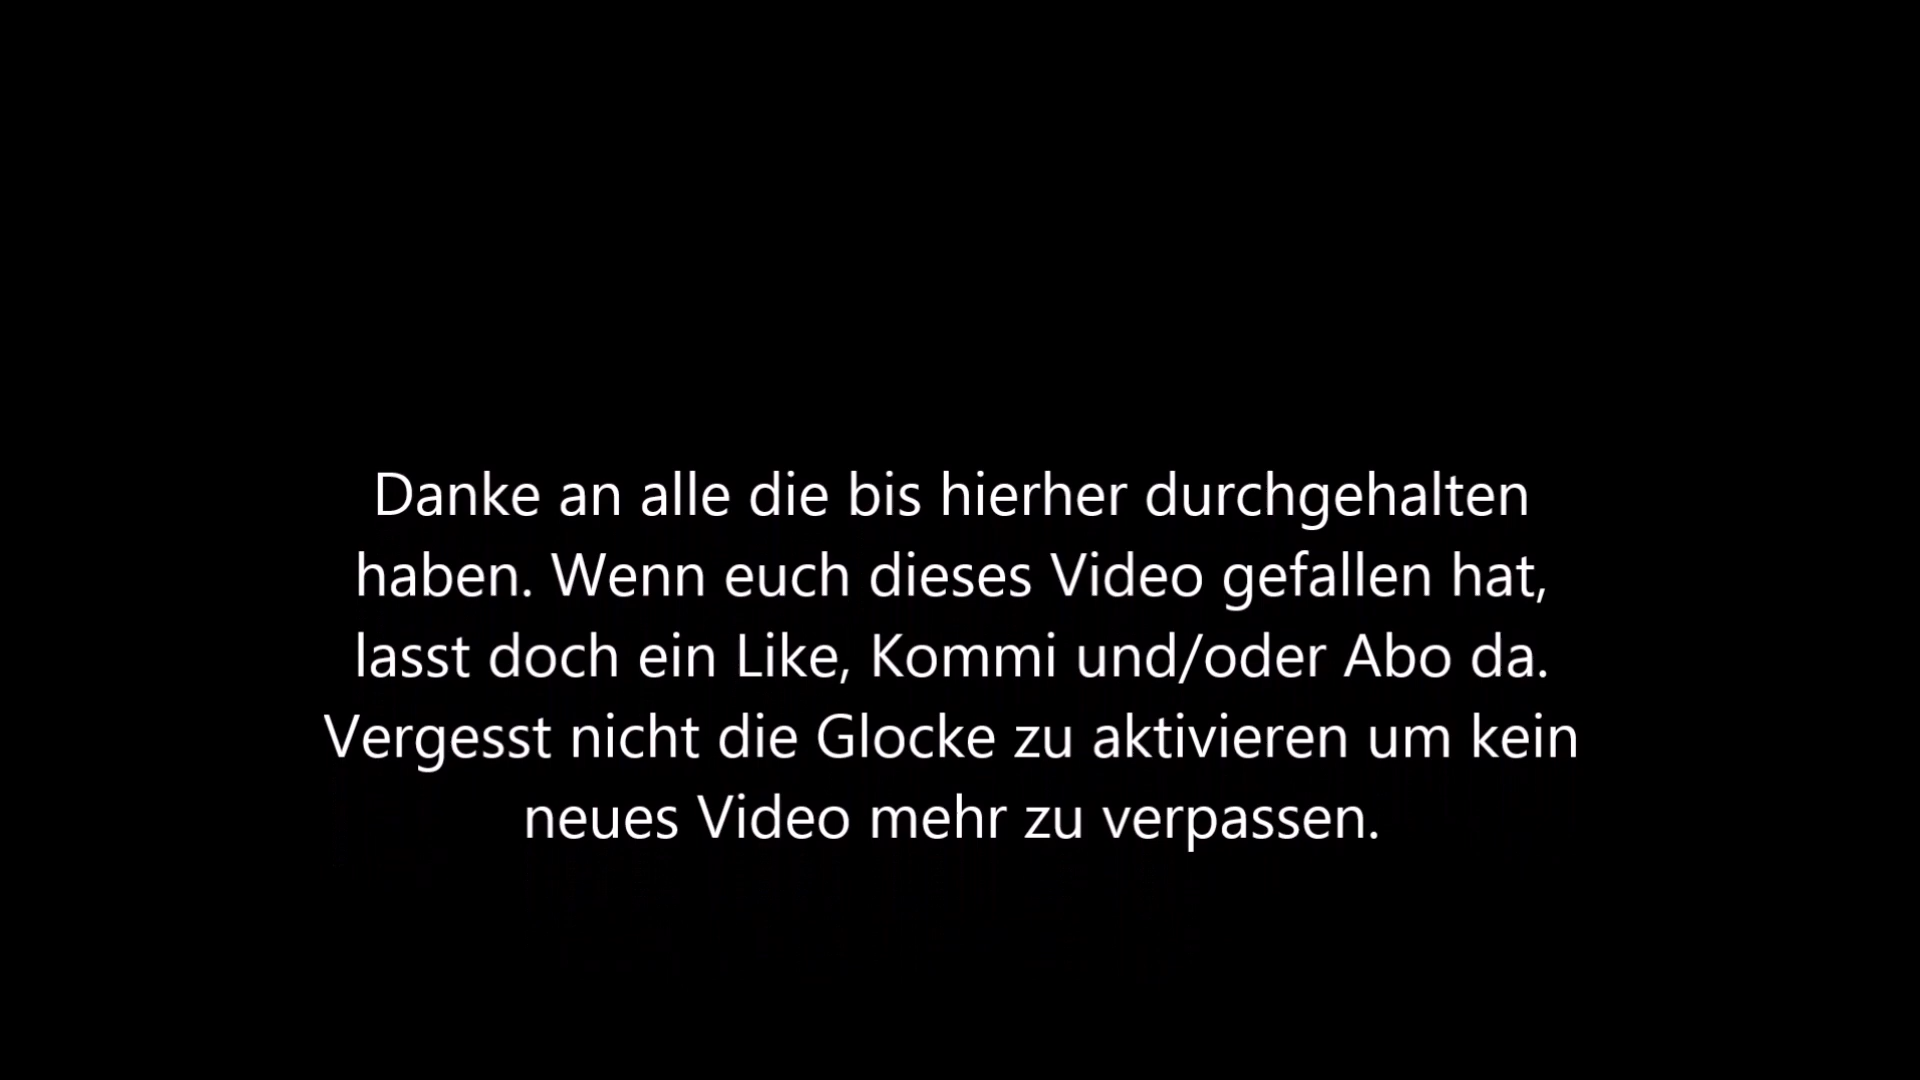 Danke an alle die bis hierher durchgehalten
haben. Wenn euch dieses Video gefallen hat,
lasst doch ein Like, Kommi und/oder Abo da.
Vergesst nicht die Glocke zu aktivieren um kein
neues Video mehr zu verpassen.